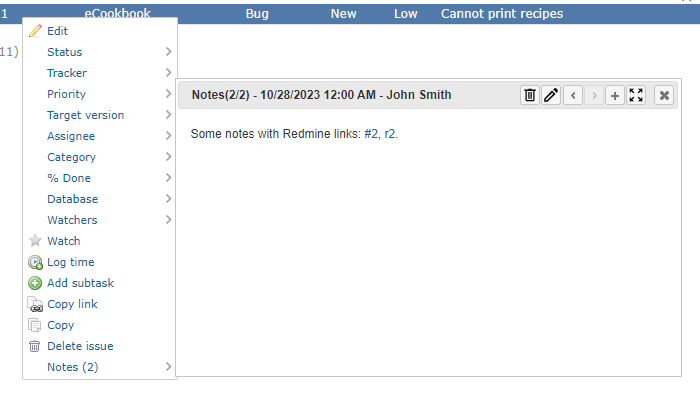 1 eCookbook Bug New Low Cannot print recipes
Edit
11) Status
Tracker
Priority
Target version
Assignee
Category
% Done
Database
Watchers
Watch
Log time
Add subtask
Copy link
Copy
Delete issue
Notes (2)
Notes(2/2) - 10/28/2023 12:00 AM - John Smith
Some notes with Redmine links: #2, r2.